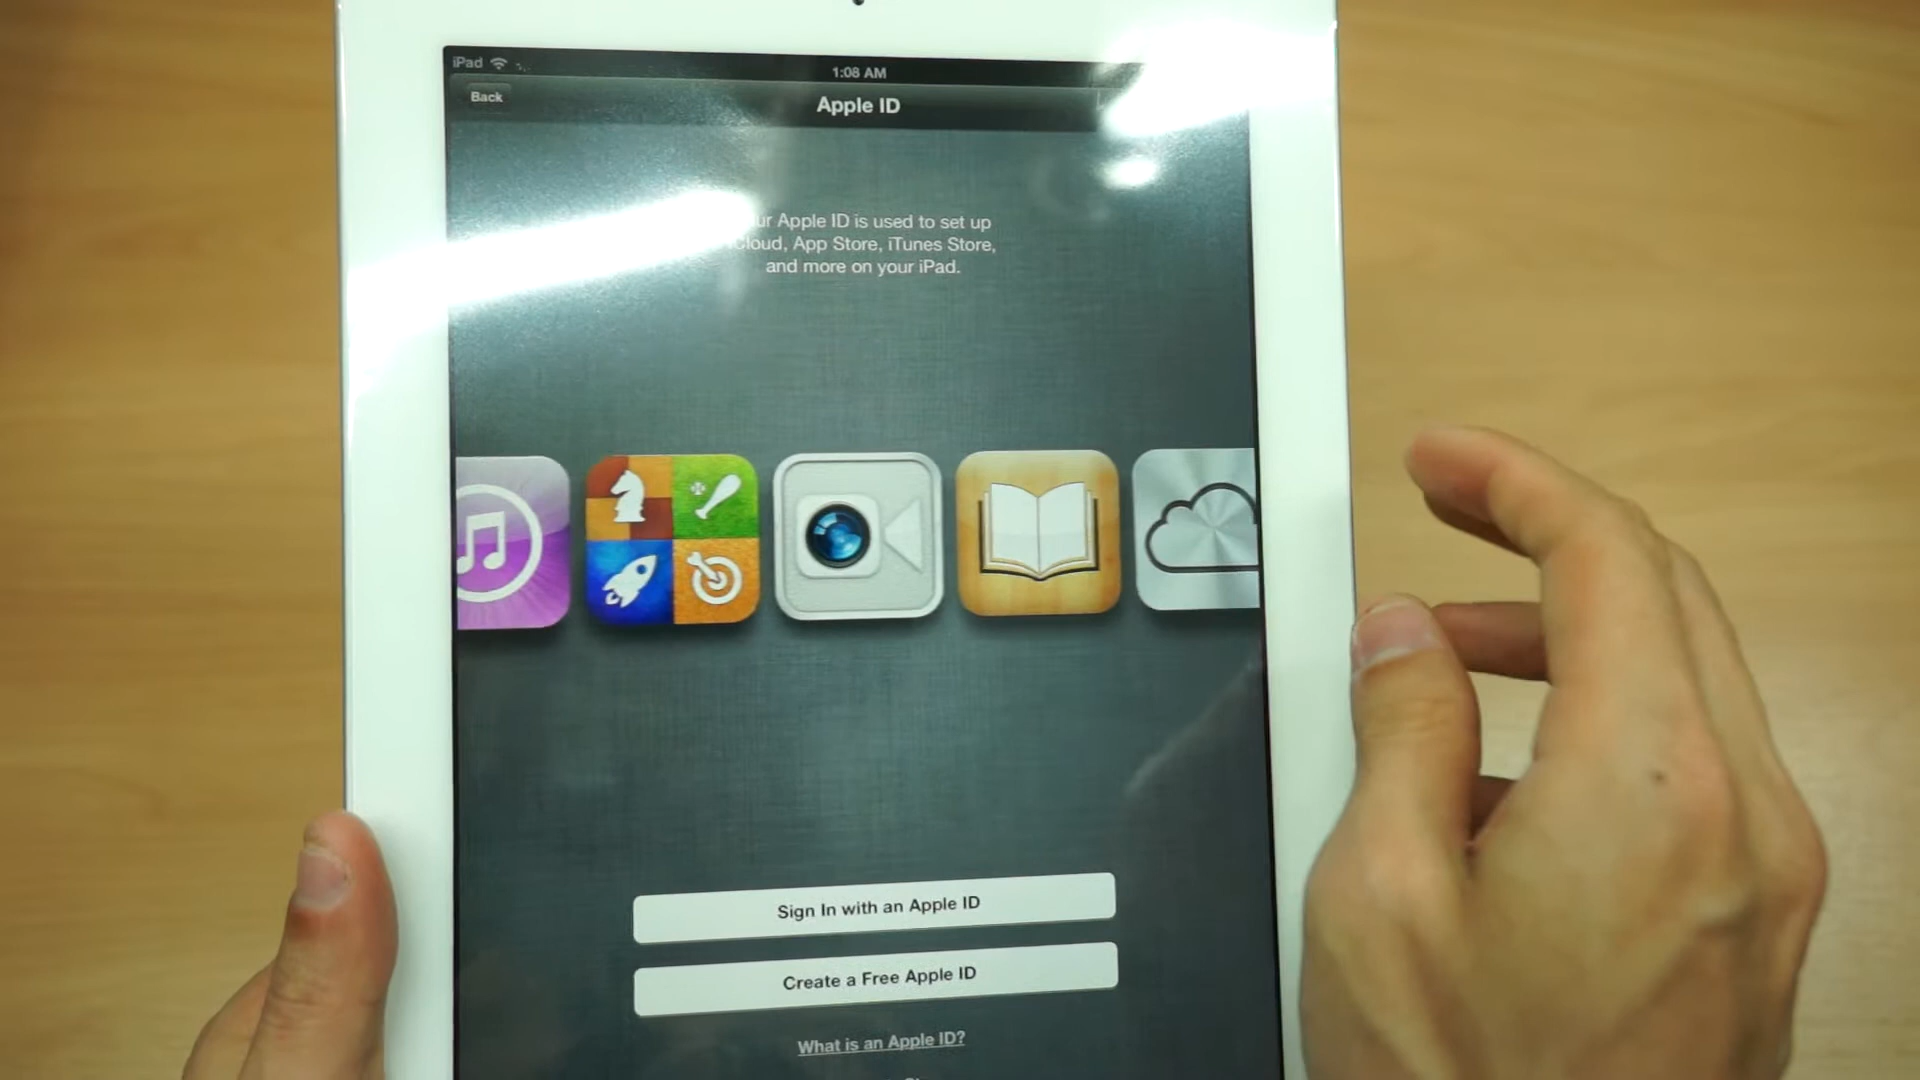 iPad
1:08 AM
Back
Apple ID
Apple ID is used to set up
App Store, iTunes Store,
and more on your iPad.
Sign In with an Apple ID
Create a Free Apple ID
What is an Apple ID?